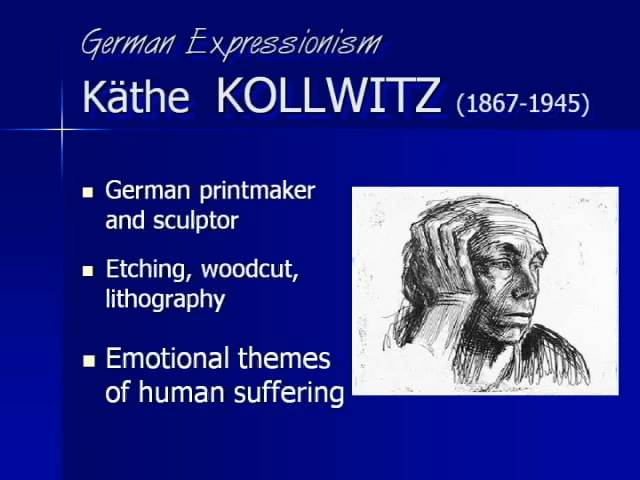 German Expressionism
Käthe KOLLWITZ (1867-1945)
German printmaker
and sculptor
Etching, woodcut,
lithography
Emotional themes
of human suffering